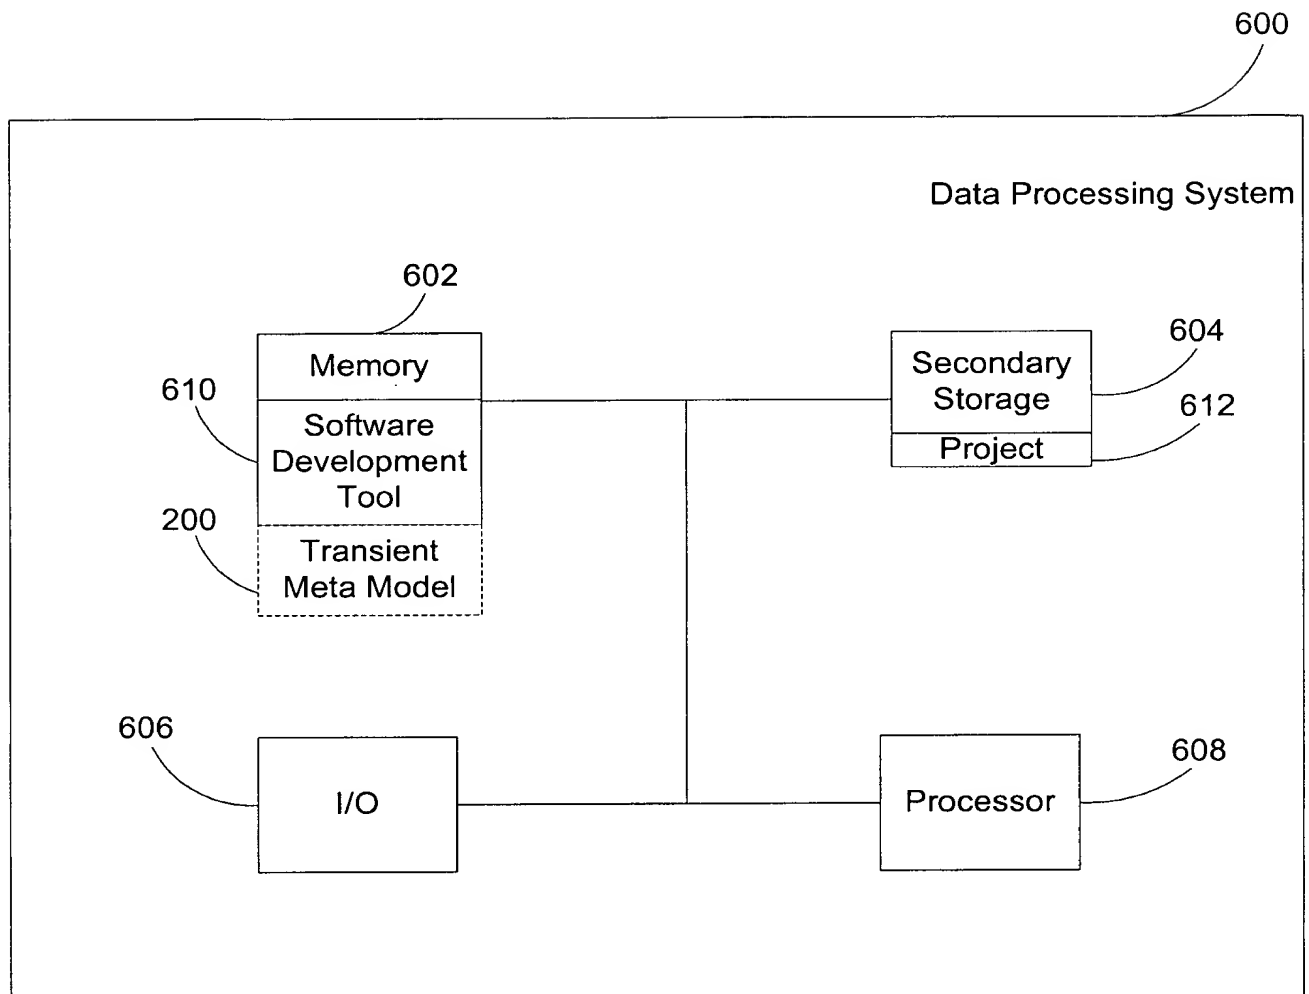 600
Data Processing System
602
Memory
610
Software
Development
Tool
200
Transient
Meta Model
604
Secondary
Storage
612
Project
606
I/O
608
Processor